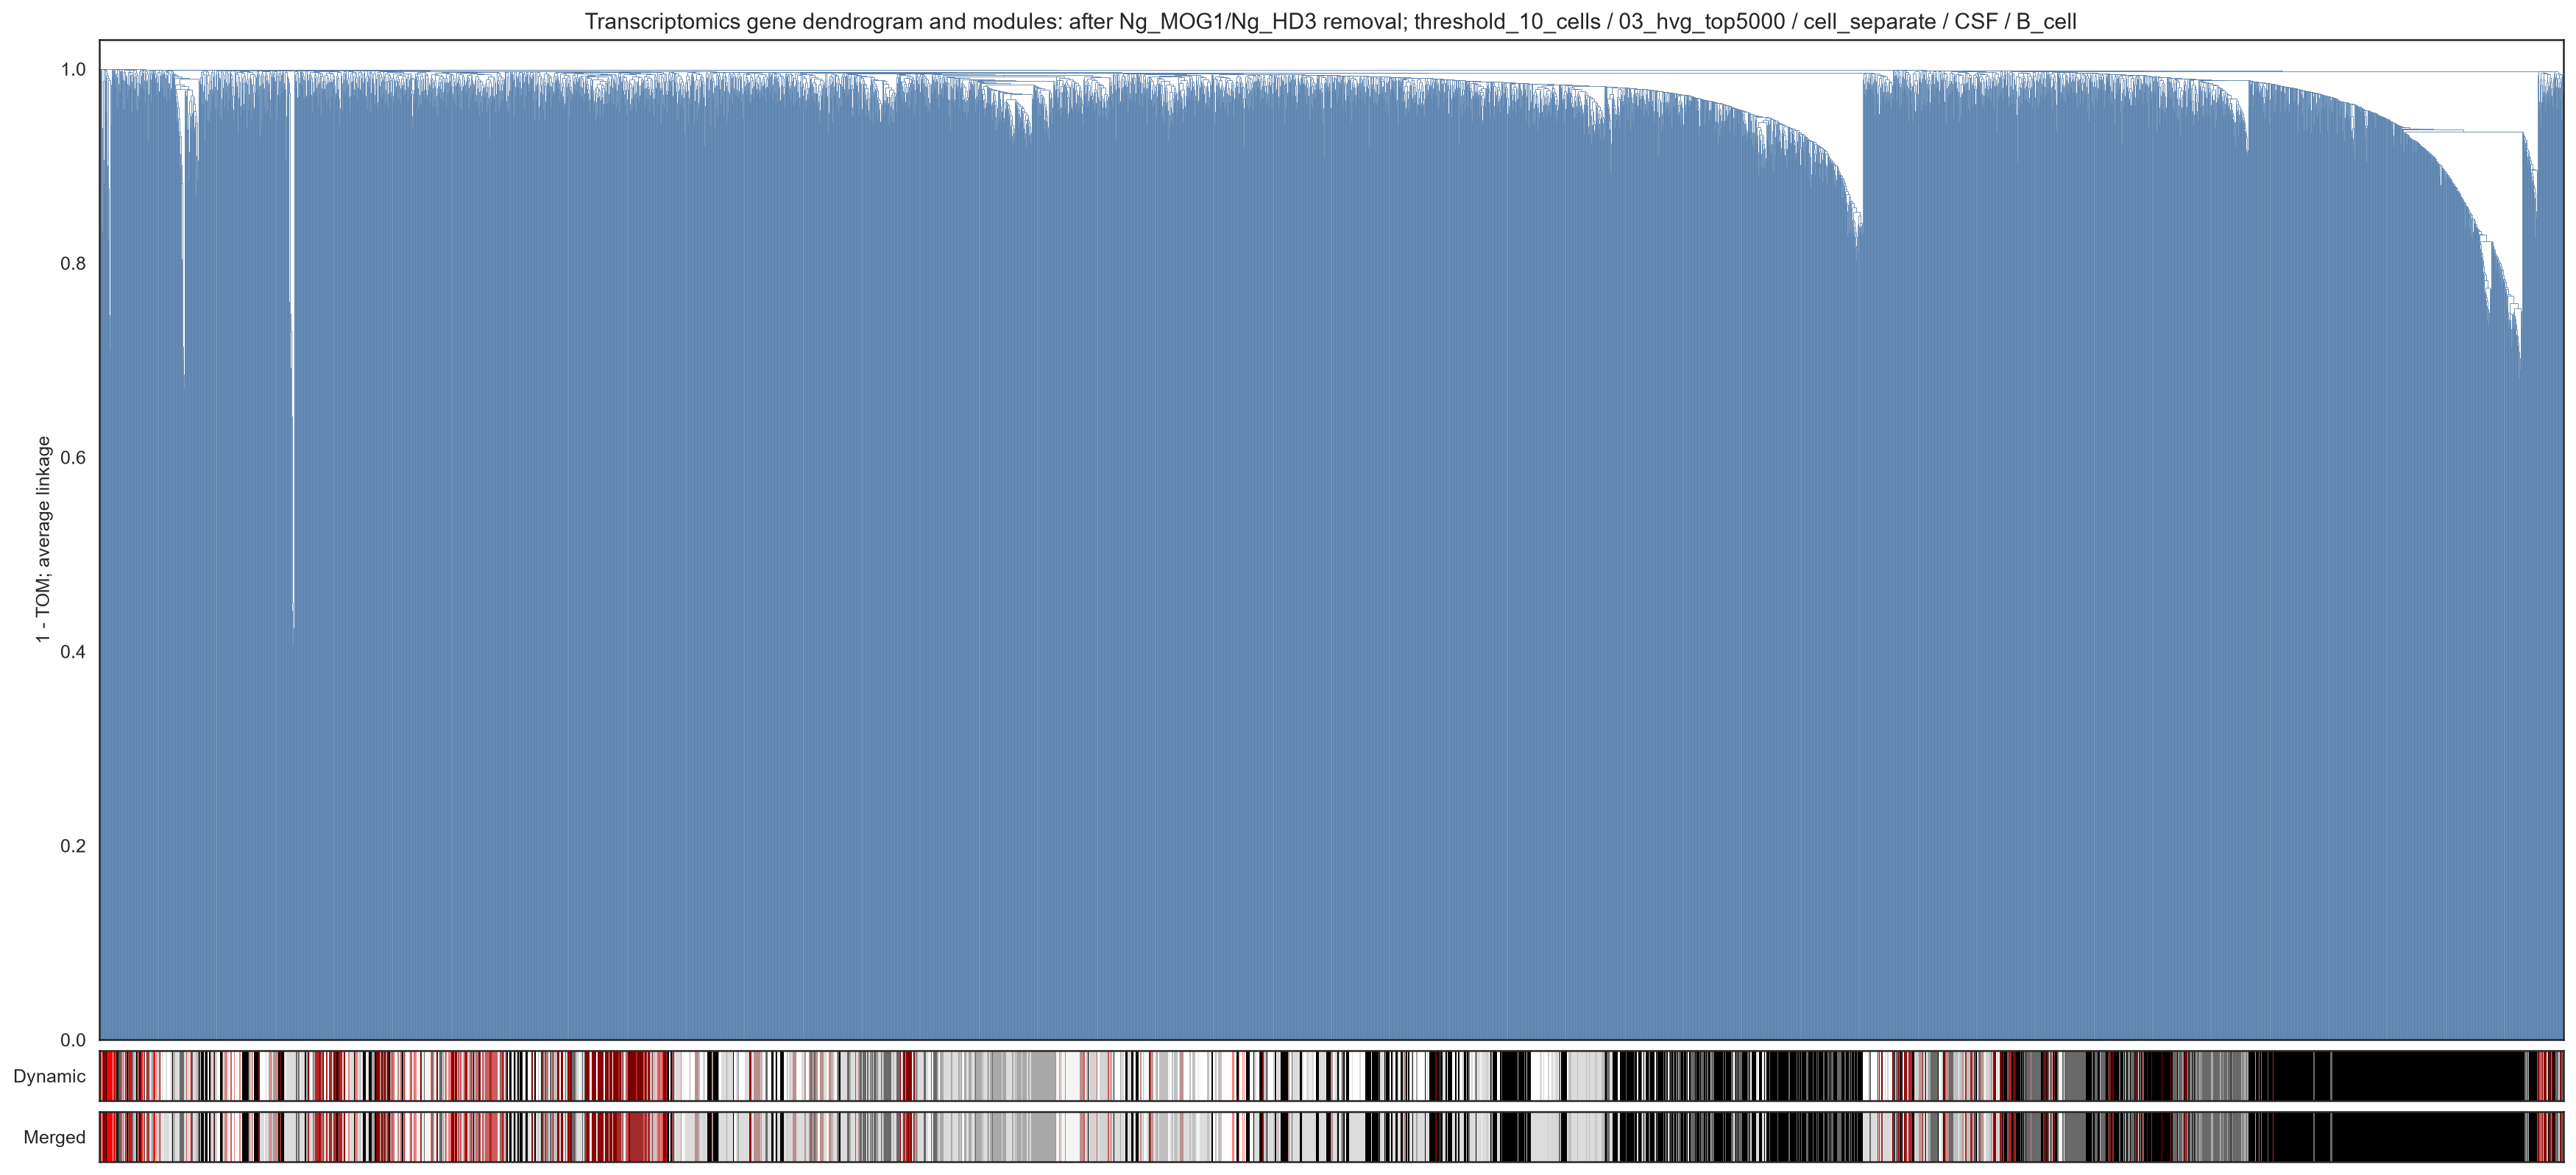 Transcriptomics gene dendrogram and modules: after Ng_MOG1/Ng_HD3 removal; threshold_10_cells / 03_hvg_top5000 / cell_separate / CSF / B_cell
1.0
0.8
0.6
0.4
0.2
0.0
1 - TOM; average linkage
Dynamic
Merged